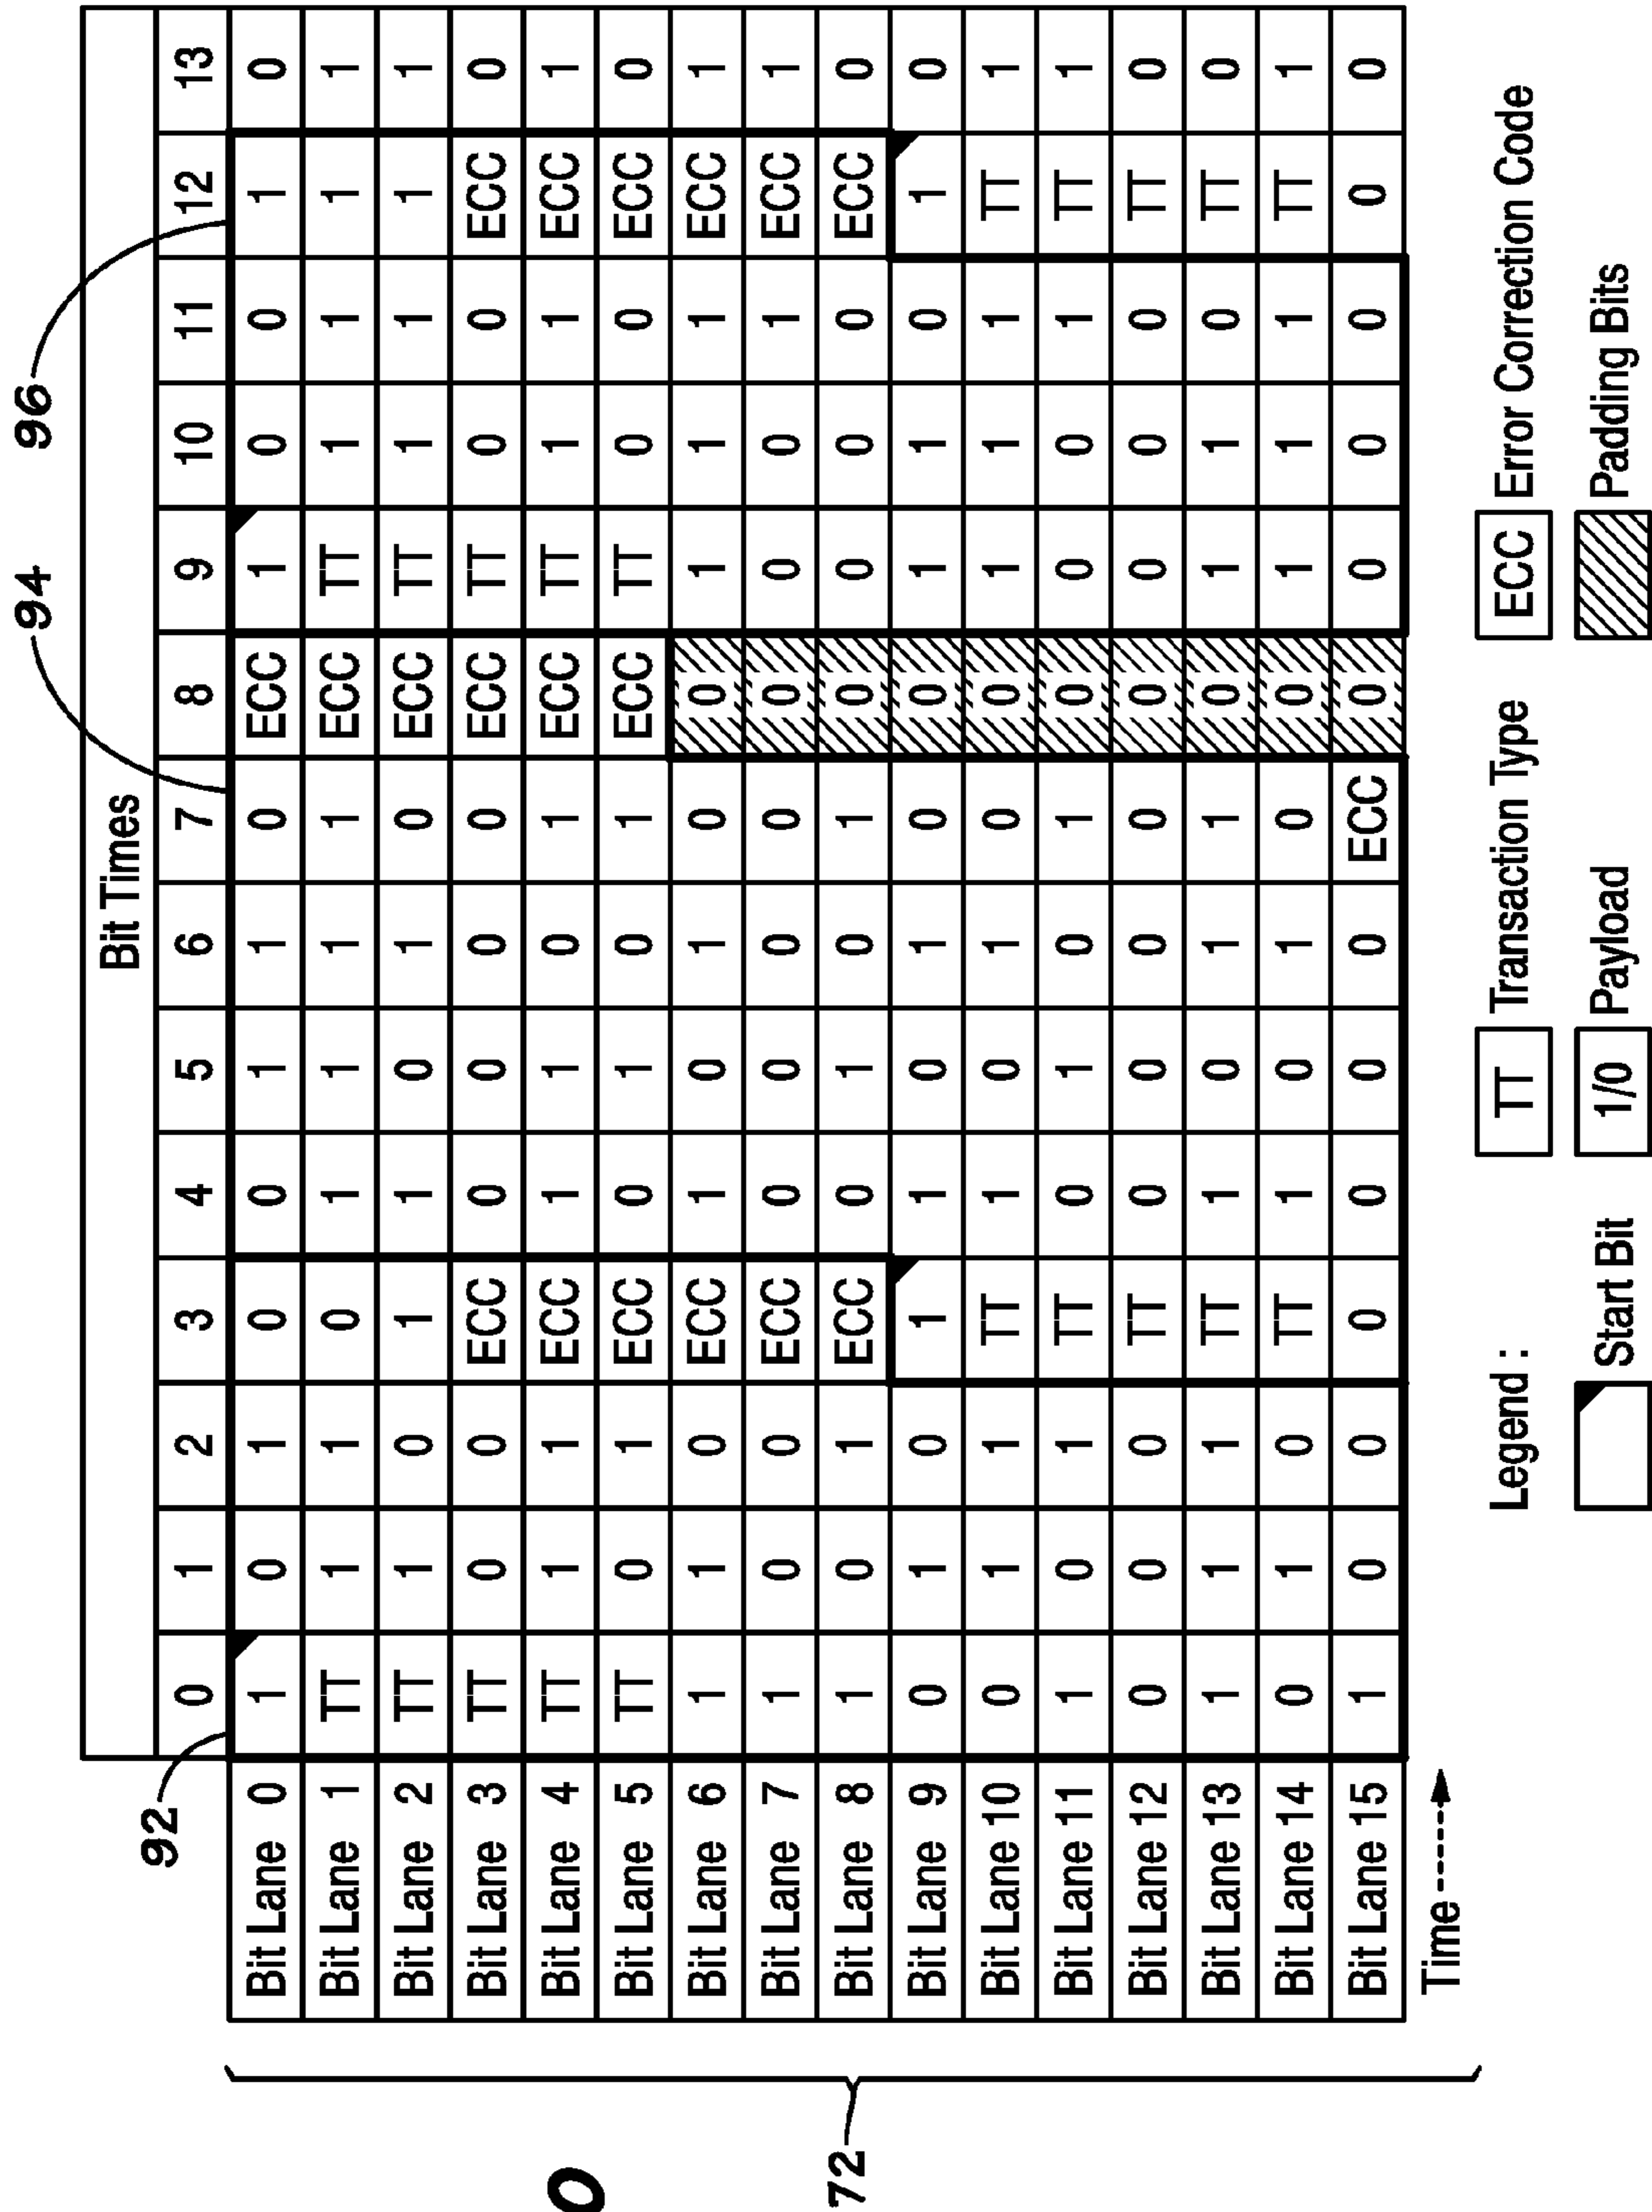 96
94
92
Bit Times
0 1 2 3 4 5 6 7 8 9 10 11 12 13
Bit Lane 0 1 0 1 0 0 1 1 0 ECC 1 0 0 1 0
Bit Lane 1 TT 1 1 0 1 1 1 1 ECC TT 1 1 1 1
Bit Lane 2 TT 1 0 1 1 0 1 0 ECC TT 1 1 1 1
Bit Lane 3 TT 0 0 ECC 0 0 0 0 ECC TT 0 0 ECC 0
Bit Lane 4 TT 1 1 ECC 1 1 0 1 ECC TT 1 1 ECC 1
Bit Lane 5 TT 0 1 ECC 0 1 0 1 ECC TT 0 0 ECC 0
Bit Lane 6 1 1 0 ECC 1 0 1 0 0 1 1 1 ECC 1
Bit Lane 7 1 0 0 ECC 0 0 0 0 0 0 0 1 ECC 1
Bit Lane 8 1 0 1 ECC 0 1 0 1 0 0 0 0 ECC 0
Bit Lane 9 0 1 0 1 1 0 1 0 0 1 1 0 1 0
Bit Lane 10 0 1 1 TT 1 0 1 0 0 1 1 1 TT 1
Bit Lane 11 1 0 1 TT 0 1 0 1 0 0 0 1 TT 1
Bit Lane 12 0 0 0 TT 0 0 0 0 0 0 0 0 TT 0
Bit Lane 13 1 1 1 TT 1 0 1 1 0 1 1 0 TT 0
Bit Lane 14 0 1 0 TT 1 0 1 0 0 1 1 1 TT 1
Bit Lane 15 1 0 0 0 0 0 0 ECC 0 0 0 0 0 0
Time
72
0
Legend :
TT Transaction Type
ECC Error Correction Code
Start Bit
1/0 Payload
Padding Bits